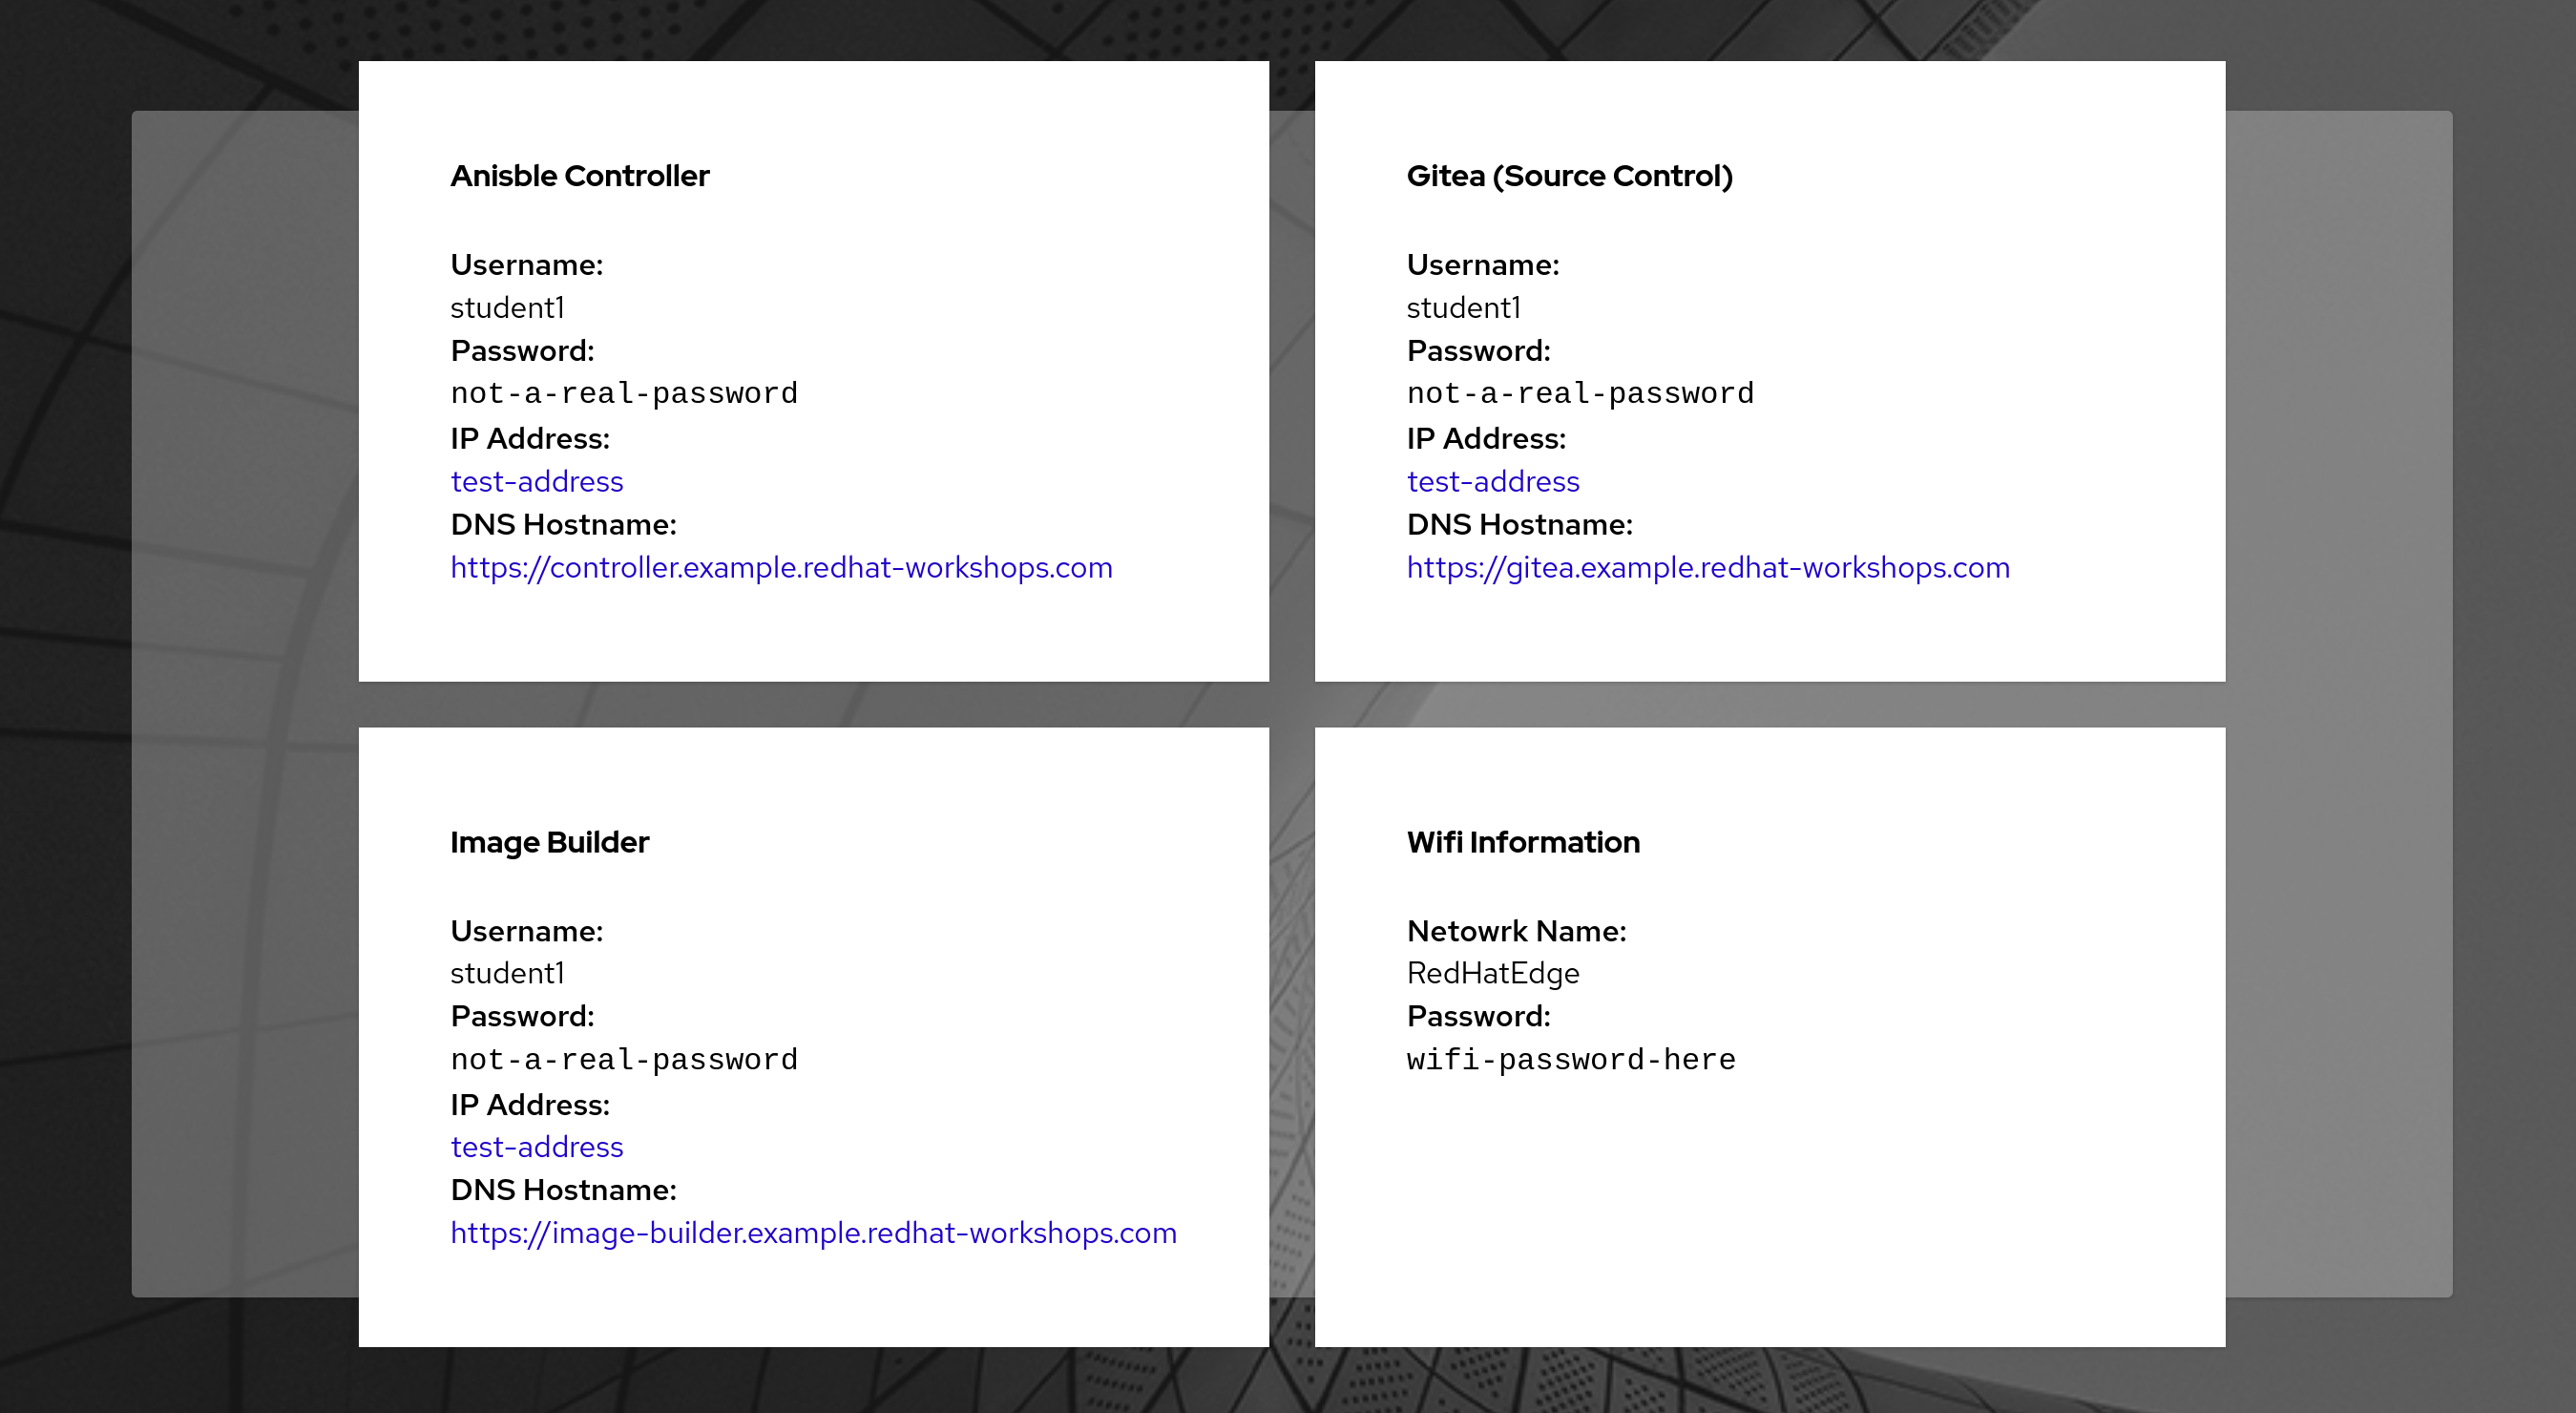 Anisble Controller
Username:
student1
Password:
not-a-real-password
IP Address:
test-address
DNS Hostname:
https://controller.example.redhat-workshops.com
Gitea (Source Control)
Username:
student1
Password:
not-a-real-password
IP Address:
test-address
DNS Hostname:
https://gitea.example.redhat-workshops.com
Image Builder
Username:
student1
Password:
not-a-real-password
IP Address:
test-address
DNS Hostname:
https://image-builder.example.redhat-workshops.com
Wifi Information
Netowrk Name:
RedHatEdge
Password:
wifi-password-here